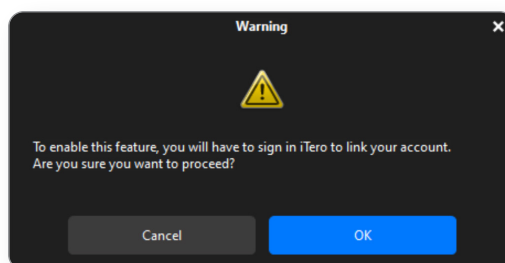 Warning
To enable this feature, you will have to sign in iTero to link your account.
Are you sure you want to proceed?
Cancel
OK